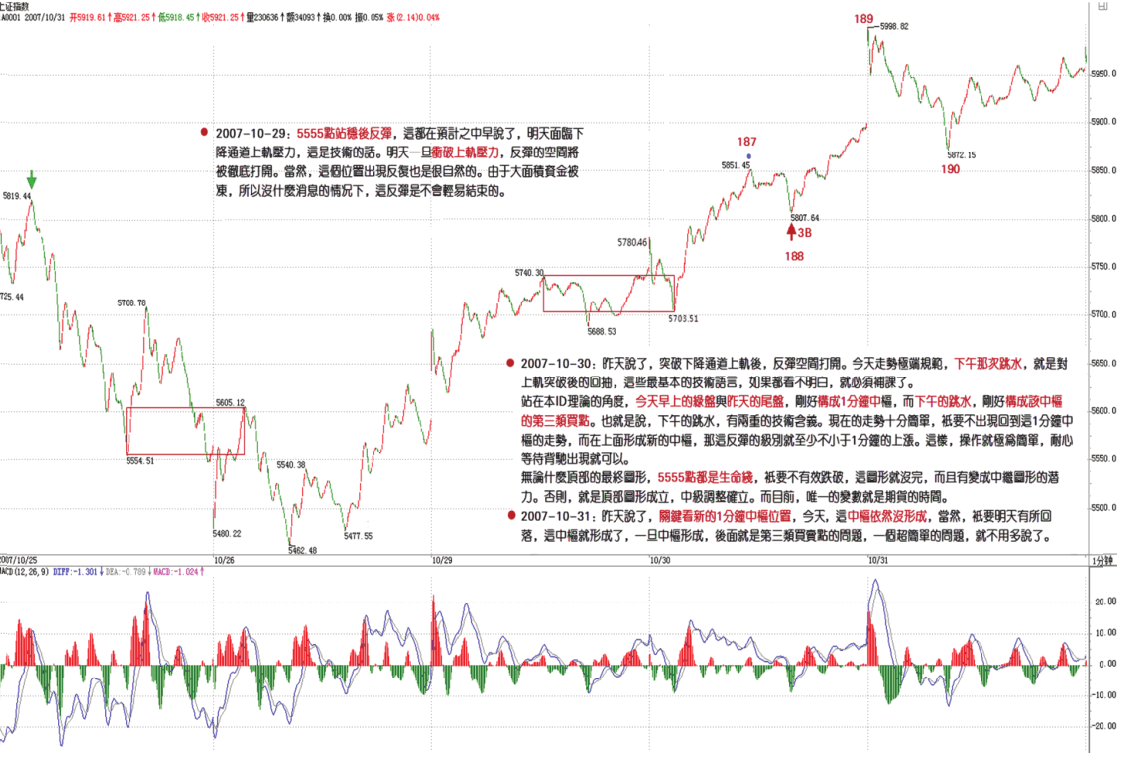 上证指数
A0001 2007/10/31 开5919.61↑高5921.25↑低5918.45↑收5921.25↑量230636↑额34093↑换0.00% 振0.05% 涨(2.14)0.04%
189
5998.82
5950.0
2007-10-29：5555點站穩後反彈，這都在預計之中早說了，明天面臨下
降通道上軌壓力，這是技術的話。明天一旦衝破上軌壓力，反彈的空間將
被徹底打開。當然，這個位置出現反復也是很自然的。由于大面積資金被
凍，所以沒什麼消息的情況下，這反彈是不會輕易結束的。
187
5851.45
5900.0
5872.15
190
5850.0
5819.44
5807.64
5800.0
3B
188
5780.46
5750.0
5740.30
725.44
5708.78
5703.51
5700.0
5688.53
5650.0
2007-10-30：昨天說了，突破下降通道上軌後，反彈空間打開。今天走勢極端規範，下午那次跳水，就是對
上軌突破後的回抽，這些最基本的技術語言，如果都看不明白，就必須補課了。
站在本ID理論的角度，今天早上的綠盤與昨天的尾盤，剛好構成1分鐘中樞，而下午的跳水，剛好構成該中樞
的第三類買點。也就是說，下午的跳水，有兩重的技術含義。現在的走勢十分簡單，衹要不出現回到這1分鐘中
樞的走勢，而在上面形成新的中樞，那這反彈的級別就至少不小于1分鐘的上漲。這樣，操作就極爲簡單，耐心
等待背馳出現就可以。
無論什麼頂部的最終圖形，5555點都是生命綫，衹要不有效跌破，這圖形就沒完，而且有變成中繼圖形的潛
力。否則，就是頂部圖形成立，中級調整確立。而目前，唯一的變數就是期貨的時間。
2007-10-31：昨天說了，關鍵看新的1分鐘中樞位置，今天，這中樞依然沒形成，當然，衹要明天有所回
落，這中樞就形成了，一旦中樞形成，後面就是第三類買賣點的問題，一個超簡單的問題，就不用多說了。
5605.12
5600.0
5554.51
5550.0
5540.38
5500.0
5480.22
5477.55
5462.48
2007/10/25
10/26
10/29
10/30
10/31
1分钟
MACD(12,26,9) DIFF:-1.301↓DEA:-0.789↓MACD:-1.024↑
20.00
10.00
0.00
-10.00
-20.00